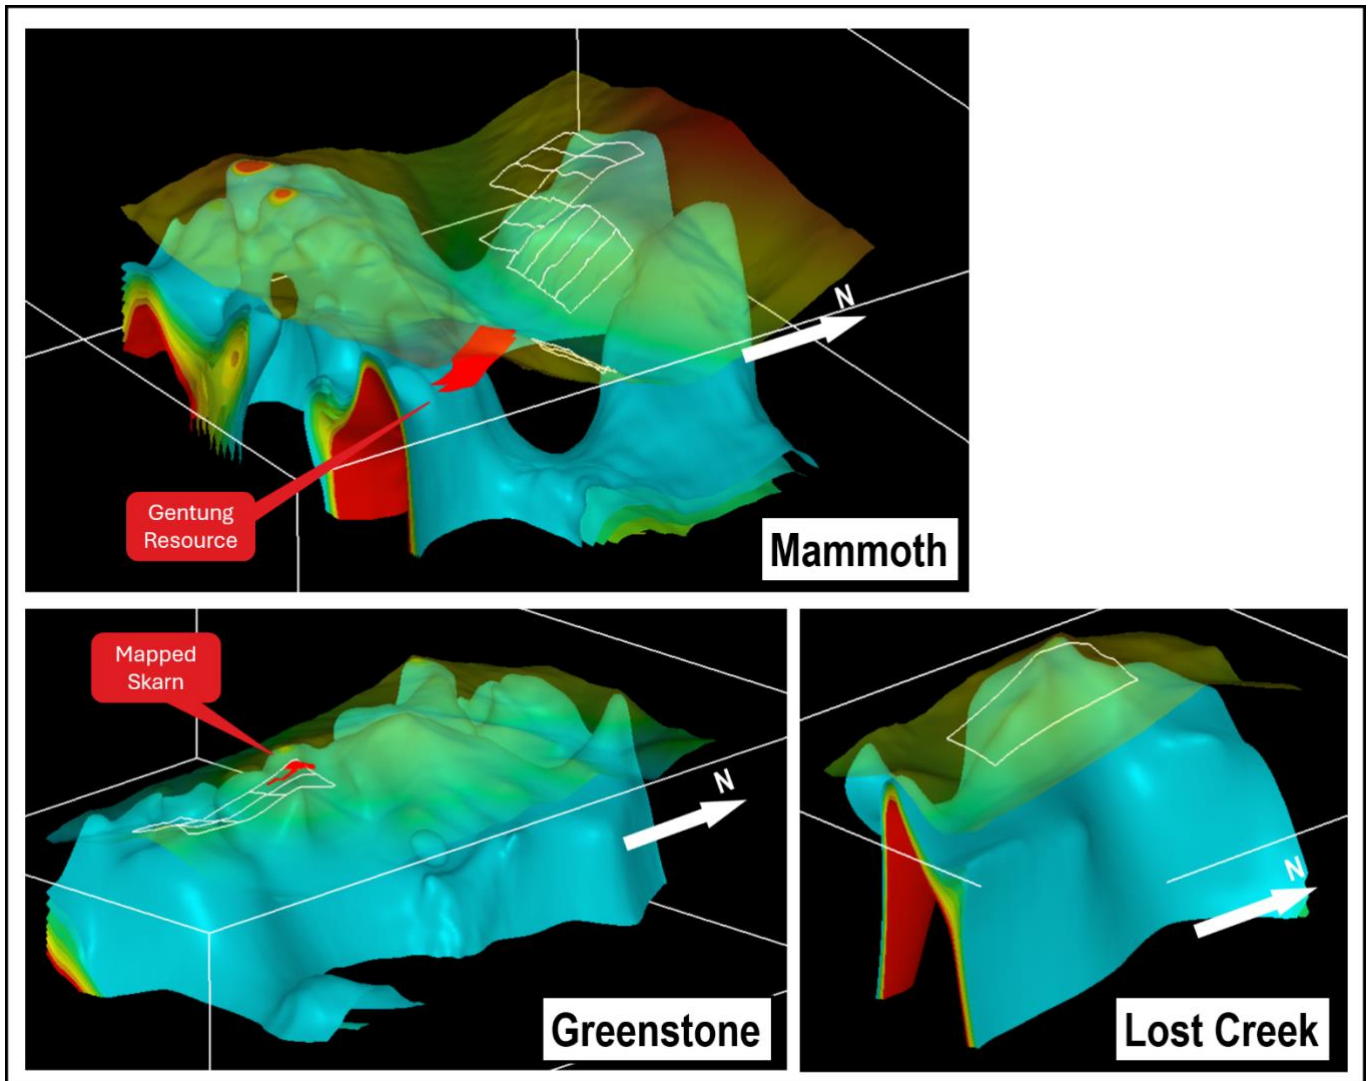 N
Gentung
Resource
Mammoth
Mapped
Skarn
N
Greenstone
N
Lost Creek